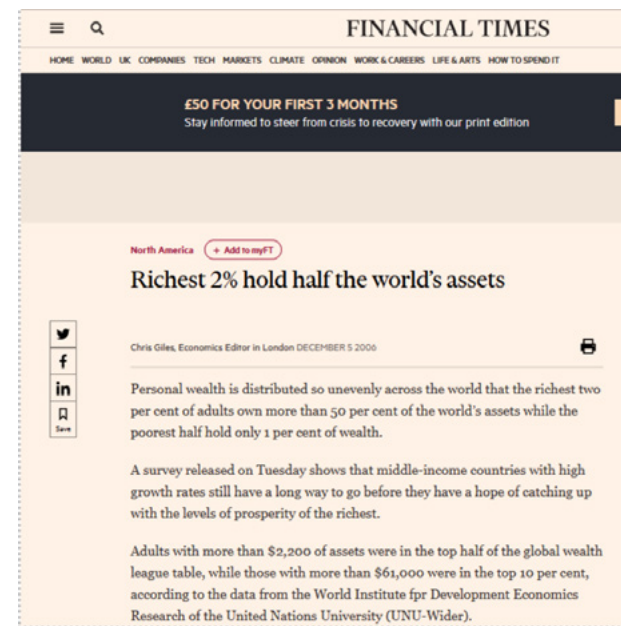 FINANCIAL TIMES
HOME WORLD UK COMPANIES TECH MARKETS CLIMATE OPINION WORK & CAREERS LIFE & ARTS HOW TO SPEND IT
£50 FOR YOUR FIRST 3 MONTHS
Stay informed to steer from crisis to recovery with our print edition
North America + Add to myFT
Richest 2% hold half the world's assets
Chris Giles, Economics Editor in London DECEMBER 5 2006
f
in
Save
Personal wealth is distributed so unevenly across the world that the richest two
per cent of adults own more than 50 per cent of the world's assets while the
poorest half hold only 1 per cent of wealth.
A survey released on Tuesday shows that middle-income countries with high
growth rates still have a long way to go before they have a hope of catching up
with the levels of prosperity of the richest.
Adults with more than $2,200 of assets were in the top half of the global wealth
league table, while those with more than $61,000 were in the top 10 per cent,
according to the data from the World Institute fpr Development Economics
Research of the United Nations University (UNU-Wider).